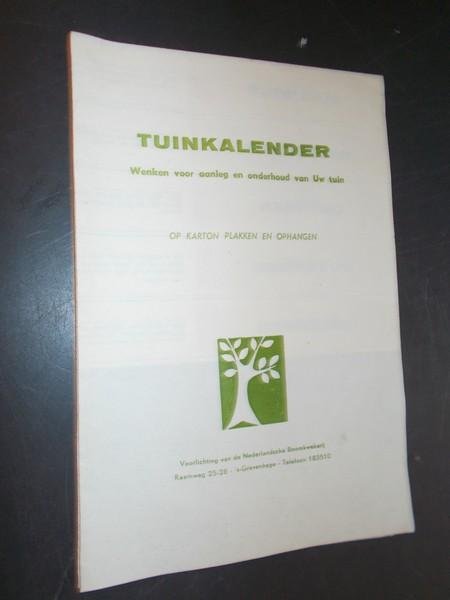 TUINKALENDER
Wenken voor aanleg en onderhoud van Uw tuin
OP KARTON PLAKKEN EN OPHANGEN
Voorlichting van de Nederlandsche Boomkwekerij
Raamweg 25-26 - 's-Gravenhage - Telefoon 183510